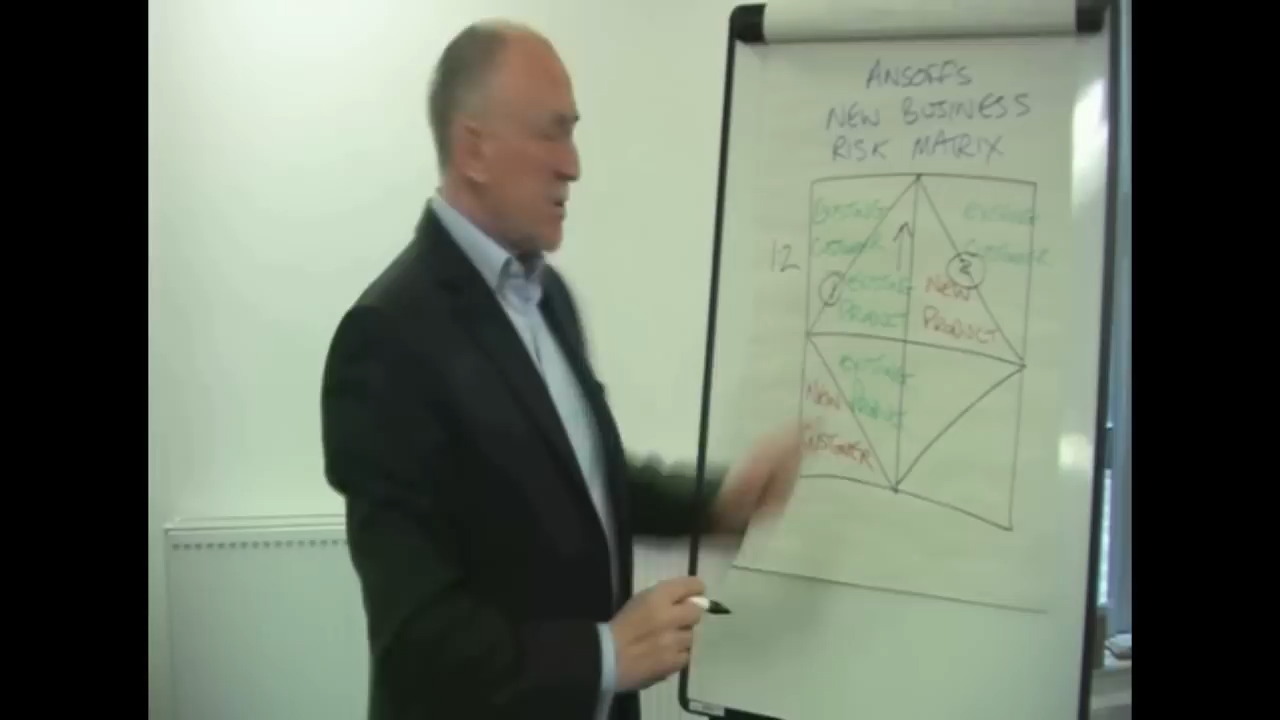 ANSOFFS
NEW BUSINESS
RISK MATRIX
EXISTING
CUSTOMER
EXISTING
PRODUCT
12
1
EXISTING
CUSTOMER
2
NEW
PRODUCT
EXISTING
PRODUCT
NEW
CUSTOMER